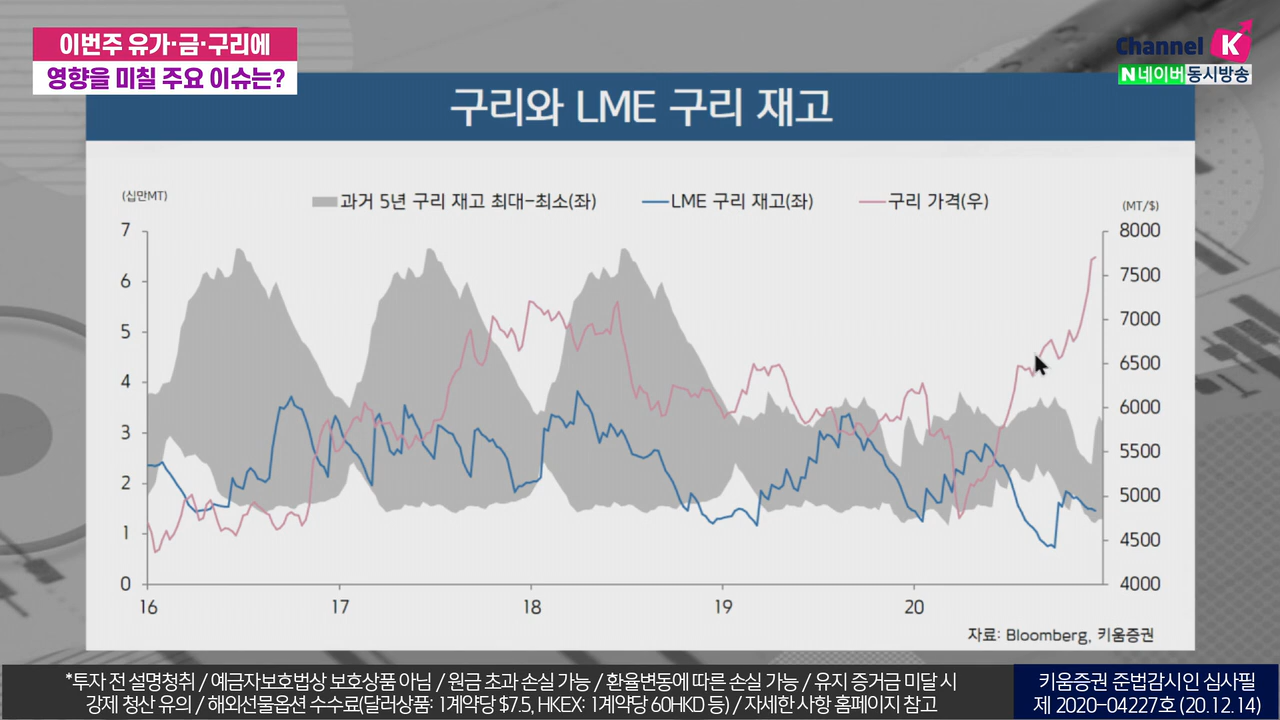 이번주 유가·금·구리에
영향을 미칠 주요 이슈는?
Channel K
N 네이버 동시방송
구리와 LME 구리 재고
(십만MT)
과거 5년 구리 재고 최대-최소(좌)
LME 구리 재고(좌)
구리 가격(우)
(MT/$)
7
6
5
4
3
2
1
0
8000
7500
7000
6500
6000
5500
5000
4500
4000
16
17
18
19
20
자료: Bloomberg, 키움증권
*투자 전 설명청취 / 예금자보호법상 보호상품 아님 / 원금 초과 손실 가능 / 환율변동에 따른 손실 가능 / 유지 증거금 미달 시
강제 청산 유의 / 해외선물옵션 수수료(달러상품: 1계약당 $7.5, HKEX: 1계약당 60HKD 등) / 자세한 사항 홈페이지 참고
키움증권 준법감시인 심사필
제 2020-04227호 (20.12.14)